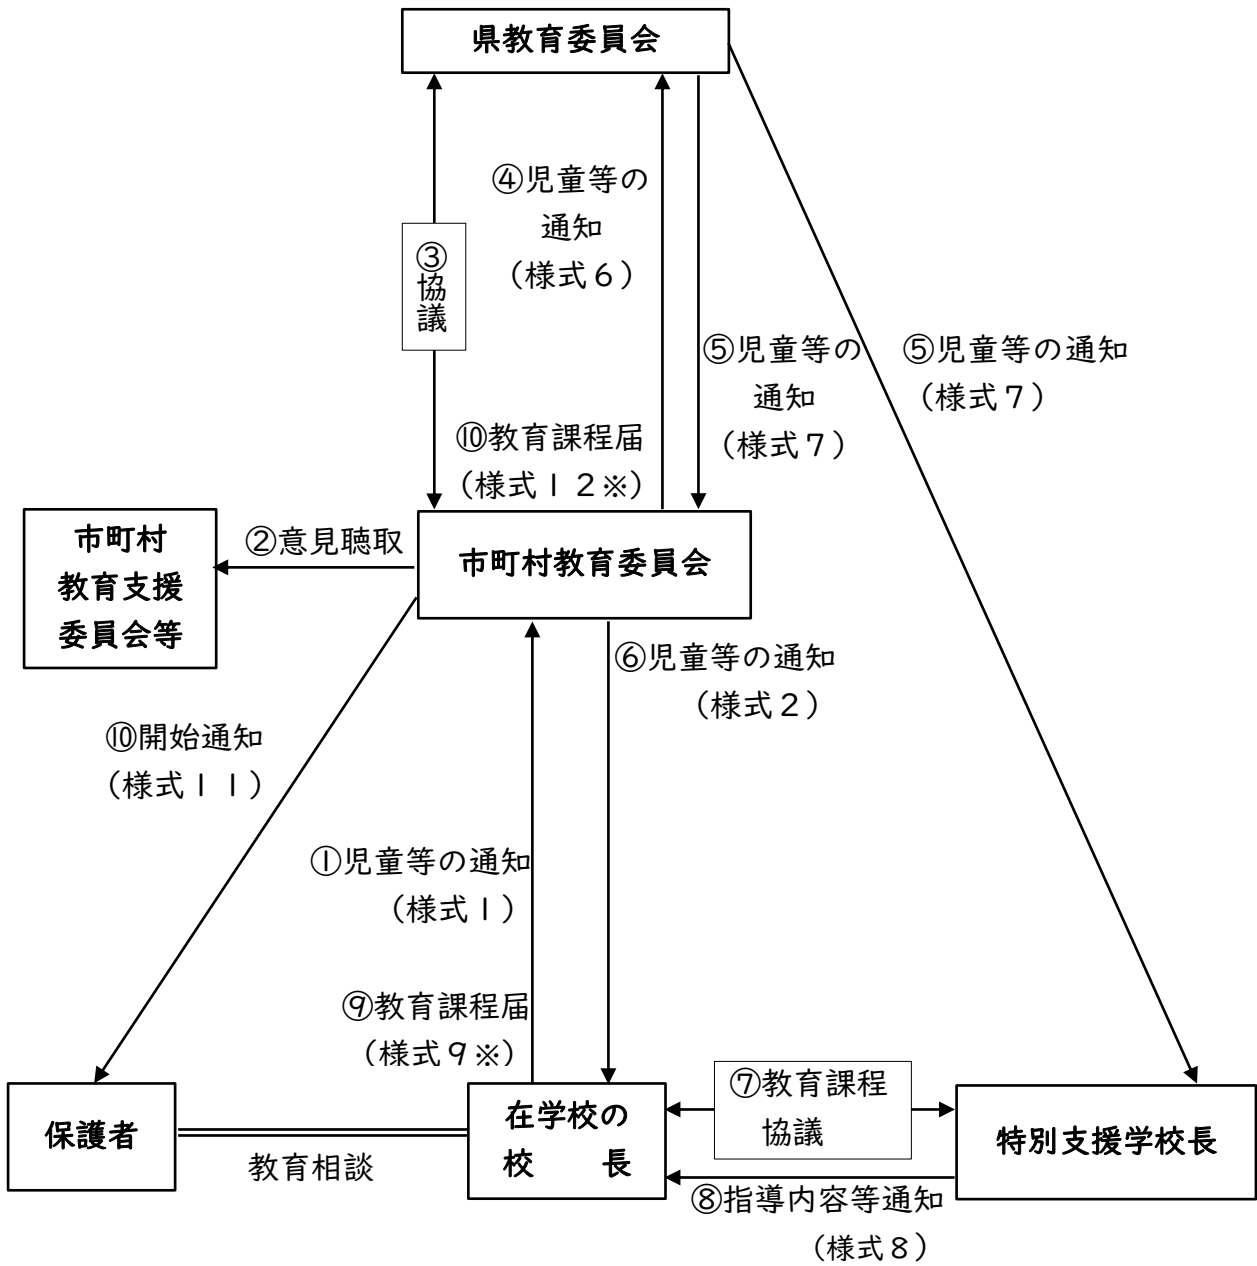 県教育委員会
④児童等の
通知
（様式６）
③協議
⑤児童等の
通知
（様式７）
⑤児童等の通知
（様式７）
⑩教育課程届
（様式１２※）
市町村
教育支援
委員会等
②意見聴取
市町村教育委員会
⑥児童等の通知
（様式２）
⑩開始通知
（様式１１）
①児童等の通知
（様式１）
⑨教育課程届
（様式９※）
保護者
教育相談
在学校の
校　　長
⑦教育課程
協議
特別支援学校長
⑧指導内容等通知
（様式８）